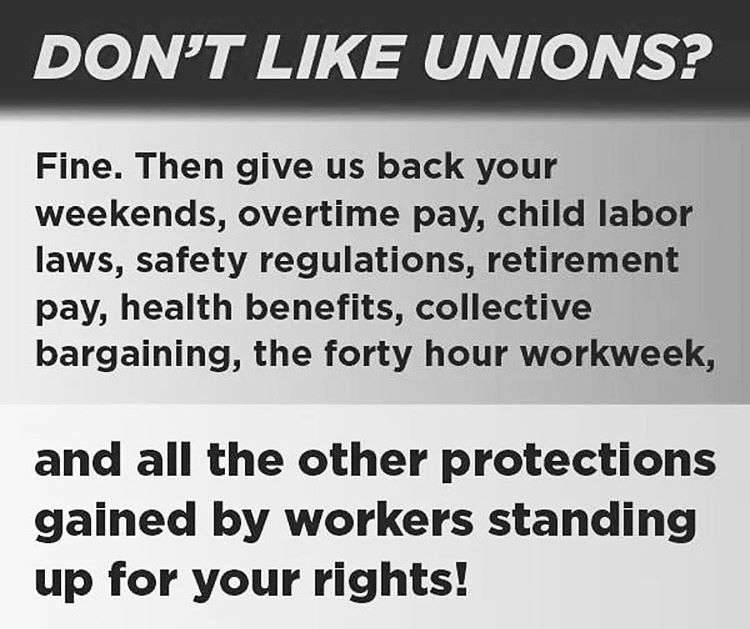 DON'T LIKE UNIONS?
Fine. Then give us back your
weekends, overtime pay, child labor
laws, safety regulations, retirement
pay, health benefits, collective
bargaining, the forty hour workweek,
and all the other protections
gained by workers standing
up for your rights!